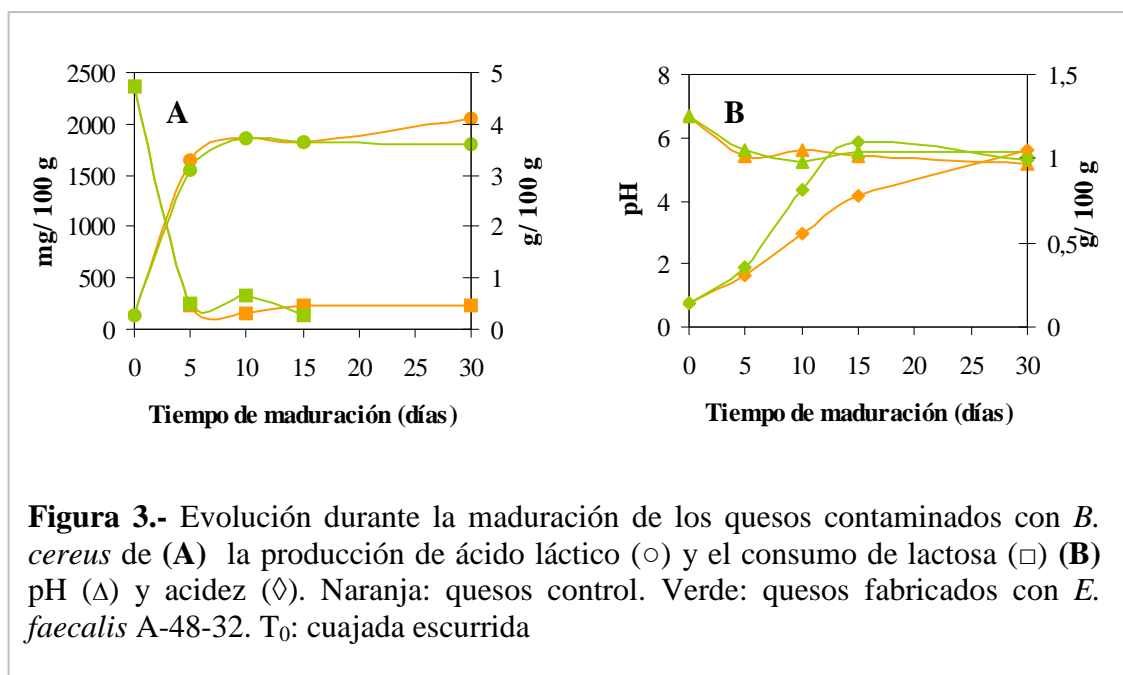 2500
2000
1500
1000
500
0
mg/ 100 g
A
5
4
3
2
1
0
g/ 100 g
0 5 10 15 20 25 30
Tiempo de maduración (días)
8
6
4
2
0
pH
B
1,5
1
0,5
0
g/ 100 g
0 5 10 15 20 25 30
Tiempo de maduración (días)
Figura 3.- Evolución durante la maduración de los quesos contaminados con B.
cereus de (A) la producción de ácido láctico (○) y el consumo de lactosa (□) (B)
pH (Δ) y acidez (◊). Naranja: quesos control. Verde: quesos fabricados con E.
faecalis A-48-32. T₀: cuajada escurrida